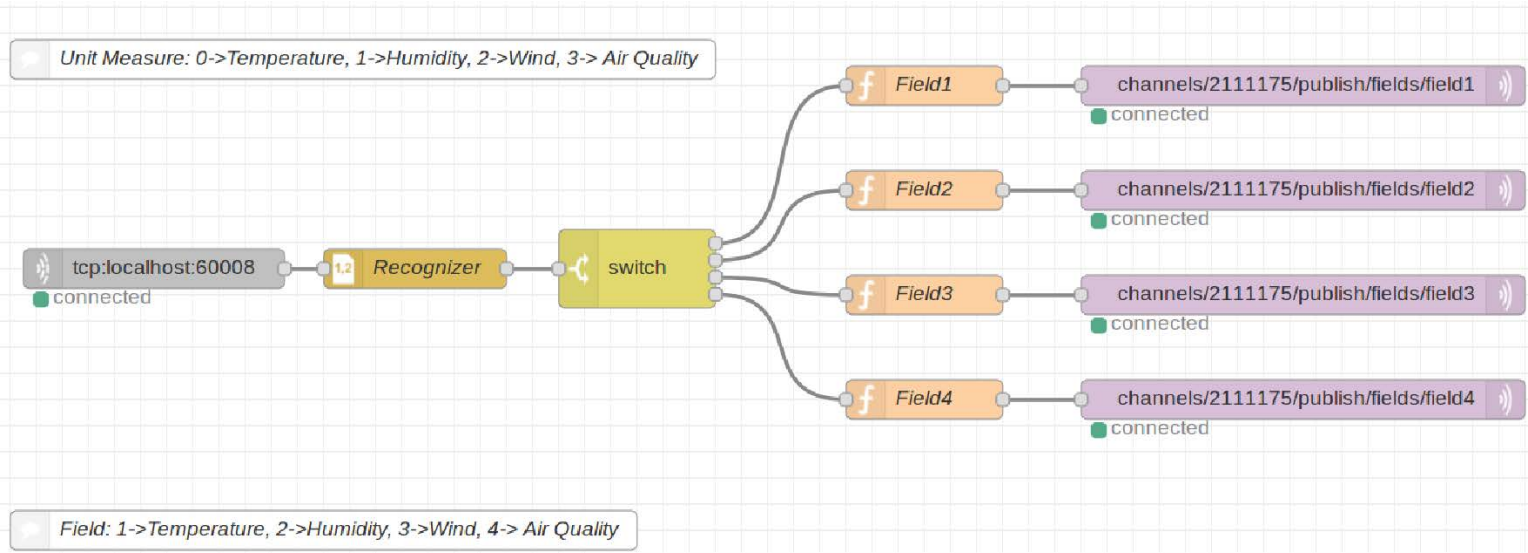 Unit Measure: 0->Temperature, 1->Humidity, 2->Wind, 3-> Air Quality
Field1
channels/2111175/publish/fields/field1
connected
Field2
channels/2111175/publish/fields/field2
connected
tcp:localhost:60008
connected
1,2
Recognizer
switch
Field3
channels/2111175/publish/fields/field3
connected
Field4
channels/2111175/publish/fields/field4
connected
Field: 1->Temperature, 2->Humidity, 3->Wind, 4-> Air Quality